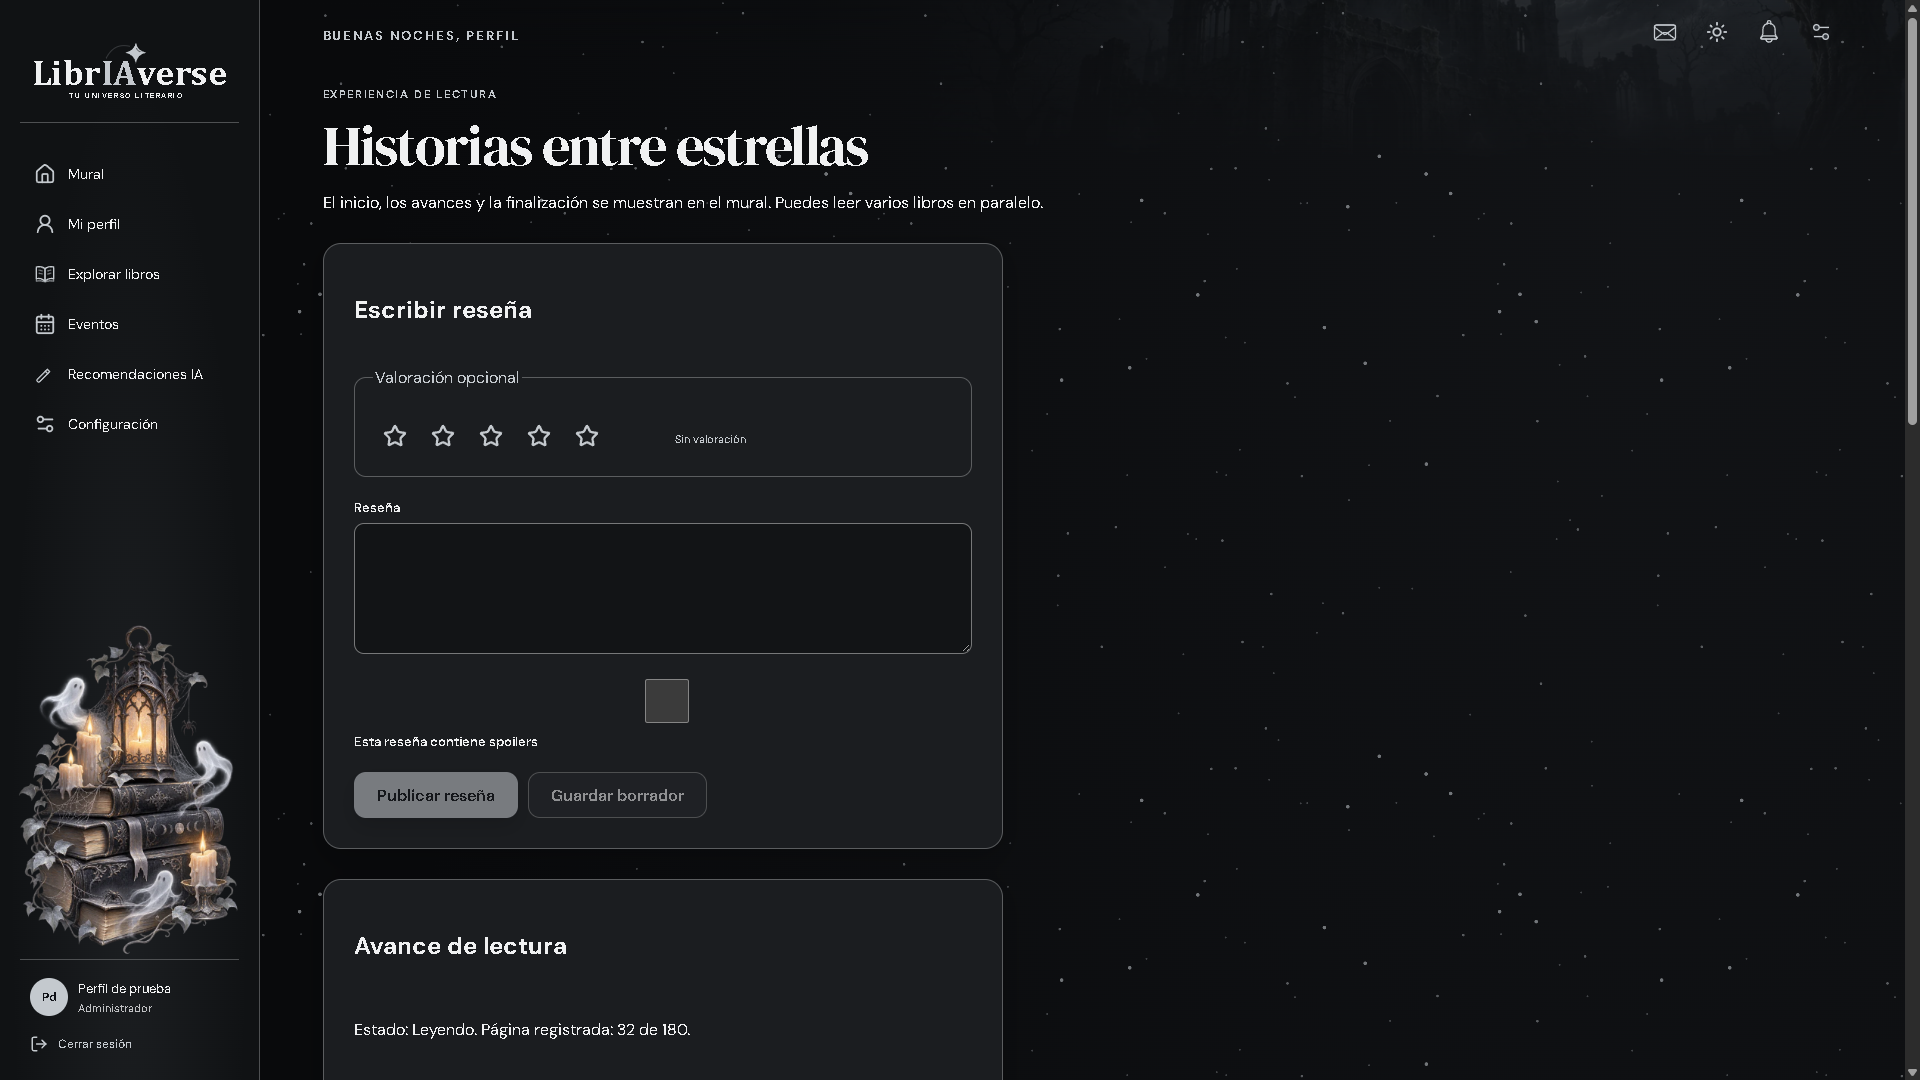 LibrIAverse
TU UNIVERSO LITERARIO
Mural
Mi perfil
Explorar libros
Eventos
Recomendaciones IA
Configuración
Pd
Perfil de prueba
Administrador
Cerrar sesión
BUENAS NOCHES, PERFIL
EXPERIENCIA DE LECTURA
Historias entre estrellas
El inicio, los avances y la finalización se muestran en el mural. Puedes leer varios libros en paralelo.
Escribir reseña
Valoración opcional
Sin valoración
Reseña
Esta reseña contiene spoilers
Publicar reseña
Guardar borrador
Avance de lectura
Estado: Leyendo. Página registrada: 32 de 180.